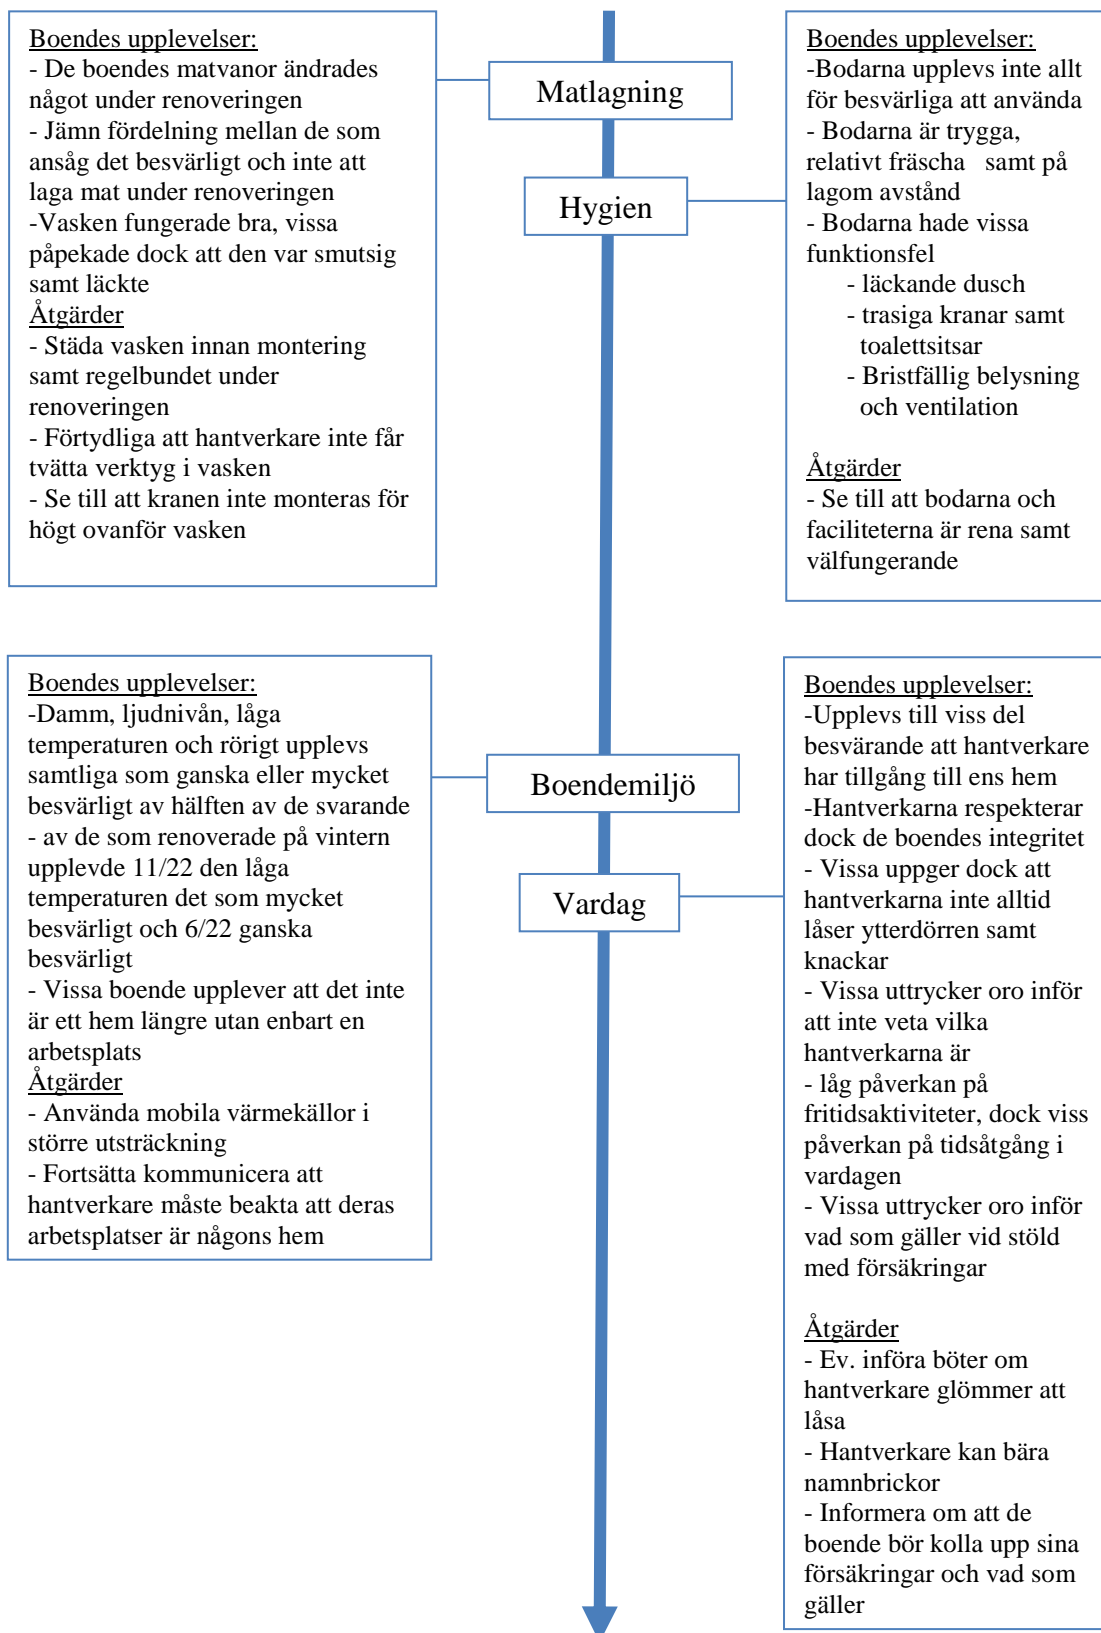 Boendes upplevelser:
- De boendes matvanor ändrades
något under renoveringen
- Jämn fördelning mellan de som
ansåg det besvärligt och inte att
laga mat under renoveringen
-Vasken fungerade bra, vissa
påpekade dock att den var smutsig
samt läckte
Åtgärder
- Städa vasken innan montering
samt regelbundet under
renoveringen
- Förtydliga att hantverkare inte får
tvätta verktyg i vasken
- Se till att kranen inte monteras för
högt ovanför vasken
Matlagning
Hygien
Boendes upplevelser:
-Bodarna upplevs inte allt
för besvärliga att använda
- Bodarna är trygga,
relativt fräscha samt på
lagom avstånd
- Bodarna hade vissa
funktionsfel
- läckande dusch
- trasiga kranar samt
toalettsitsar
- Bristfällig belysning
och ventilation
Åtgärder
- Se till att bodarna och
faciliteterna är rena samt
välfungerande
Boendes upplevelser:
-Damm, ljudnivån, låga
temperaturen och rörigt upplevs
samtliga som ganska eller mycket
besvärligt av hälften av de svarande
- av de som renoverade på vintern
upplevde 11/22 den låga
temperaturen det som mycket
besvärligt och 6/22 ganska
besvärligt
- Vissa boende upplever att det inte
är ett hem längre utan enbart en
arbetsplats
Åtgärder
- Använda mobila värmekällor i
större utsträckning
- Fortsätta kommunicera att
hantverkare måste beakta att deras
arbetsplatser är någons hem
Boendemiljö
Vardag
Boendes upplevelser:
-Upplevs till viss del
besvärande att hantverkare
har tillgång till ens hem
-Hantverkarna respekterar
dock de boendes integritet
- Vissa uppger dock att
hantverkarna inte alltid
låser ytterdörren samt
knackar
- Vissa uttrycker oro inför
att inte veta vilka
hantverkarna är
- låg påverkan på
fritidsaktiviteter, dock viss
påverkan på tidsåtgång i
vardagen
- Vissa uttrycker oro inför
vad som gäller vid stöld
med försäkringar
Åtgärder
- Ev. införa böter om
hantverkare glömmer att
låsa
- Hantverkare kan bära
namnbrickor
- Informera om att de
boende bör kolla upp sina
försäkringar och vad som
gäller